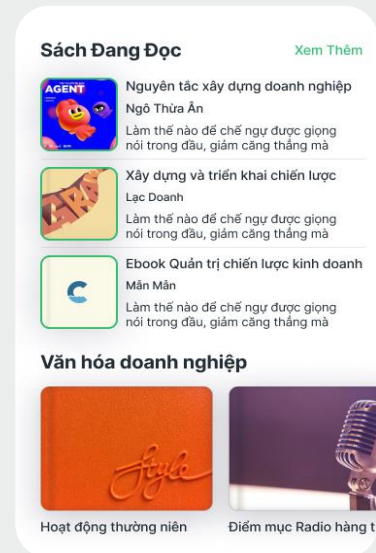 Sách Đang Đọc
Xem Thêm
AGENT
Nguyên tắc xây dựng doanh nghiệp
Ngô Thừa Ân
Làm thế nào để chế ngự được giọng
nói trong đầu, giảm căng thẳng mà
GRA
Xây dựng và triển khai chiến lược
Lạc Doanh
Làm thế nào để chế ngự được giọng
nói trong đầu, giảm căng thẳng mà
Ebook Quản trị chiến lược kinh doanh
Mẫn Mẫn
Làm thế nào để chế ngự được giọng
nói trong đầu, giảm căng thẳng mà
Văn hóa doanh nghiệp
Style
Hoạt động thường niên
Điểm mục Radio hàng t